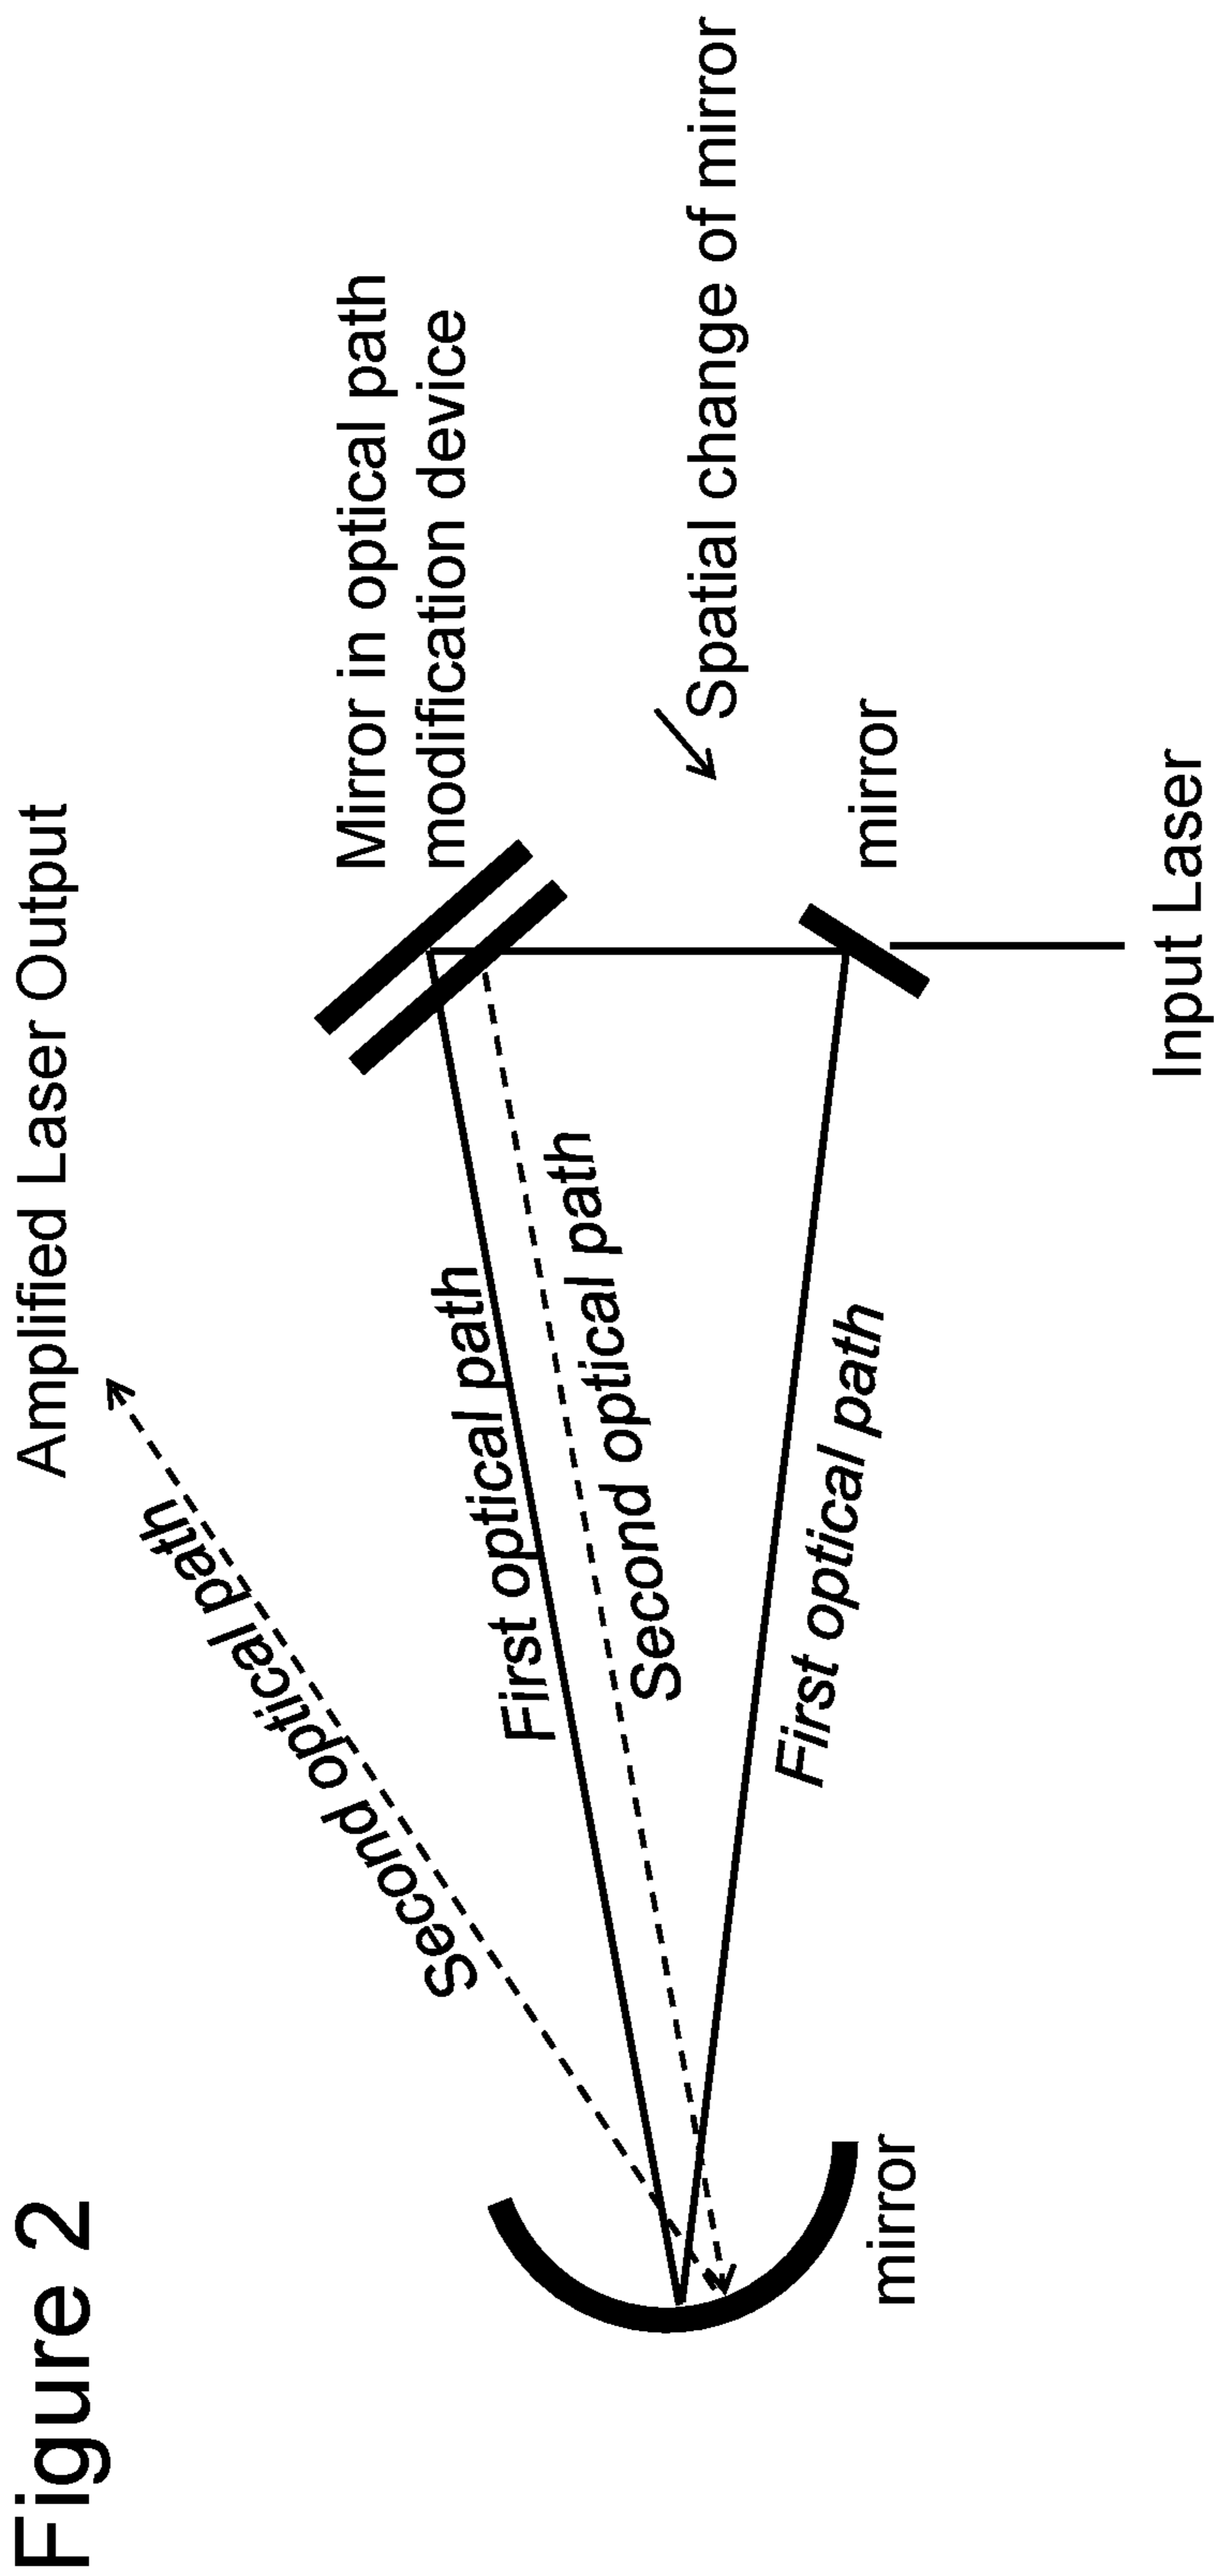 Figure 2
Amplified Laser Output
Second optical path
Mirror in optical path
modification device
First optical path
Second optical path
Spatial change of mirror
First optical path
mirror
mirror
Input Laser